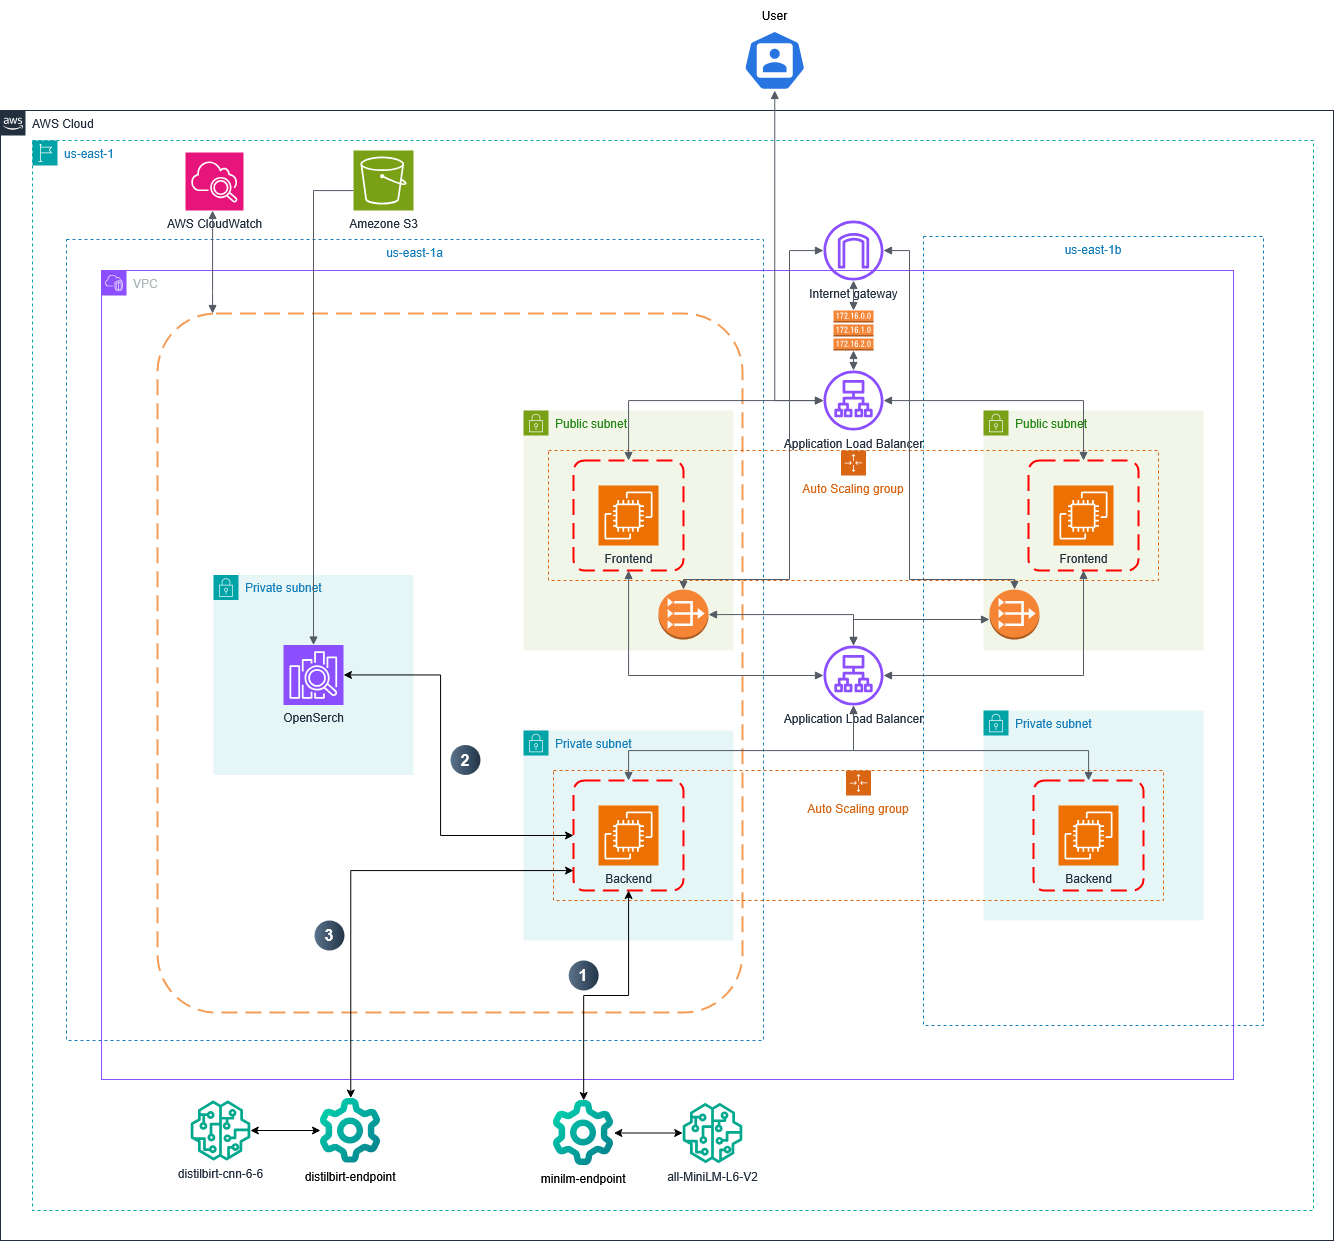 User
aws
AWS Cloud
us-east-1
AWS CloudWatch
Amezone S3
us-east-1a
us-east-1b
VPC
Internet gateway
172.16.0.0
172.16.1.0
172.16.2.0
Public subnet
Public subnet
Application Load Balancer
Auto Scaling group
Frontend
Frontend
Private subnet
OpenSerch
Application Load Balancer
Private subnet
Private subnet
2
Auto Scaling group
Backend
Backend
3
1
distilbirt-cnn-6-6
distilbirt-endpoint
minilm-endpoint
all-MiniLM-L6-V2